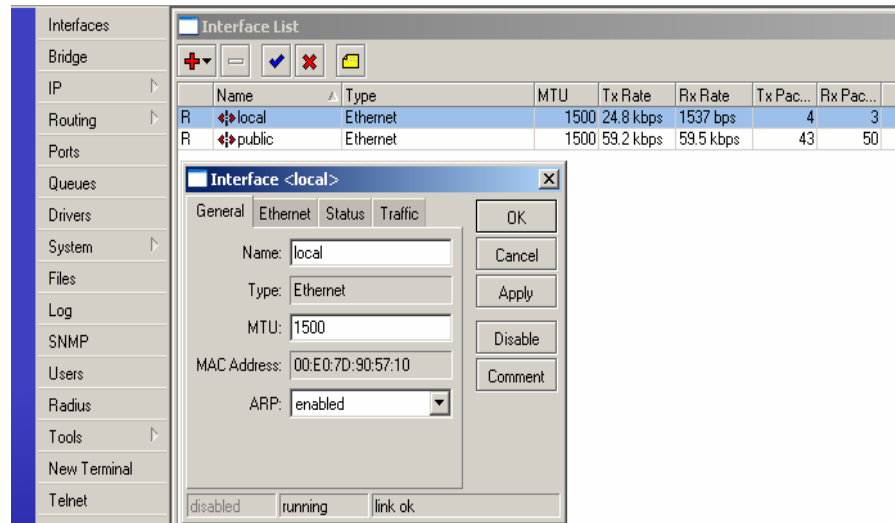 Interfaces
Bridge
IP
Routing
Ports
Queues
Drivers
System
Files
Log
SNMP
Users
Radius
Tools
New Terminal
Telnet
Interface List
Name Type MTU Tx Rate Rx Rate Tx Pac... Rx Pac...
R local Ethernet 1500 24.8 kbps 1537 bps 4 3
R public Ethernet 1500 59.2 kbps 59.5 kbps 43 50
Interface <local>
General Ethernet Status Traffic
Name: local
Type: Ethernet
MTU: 1500
MAC Address: 00:E0:7D:90:57:10
ARP: enabled
OK
Cancel
Apply
Disable
Comment
disabled running link ok